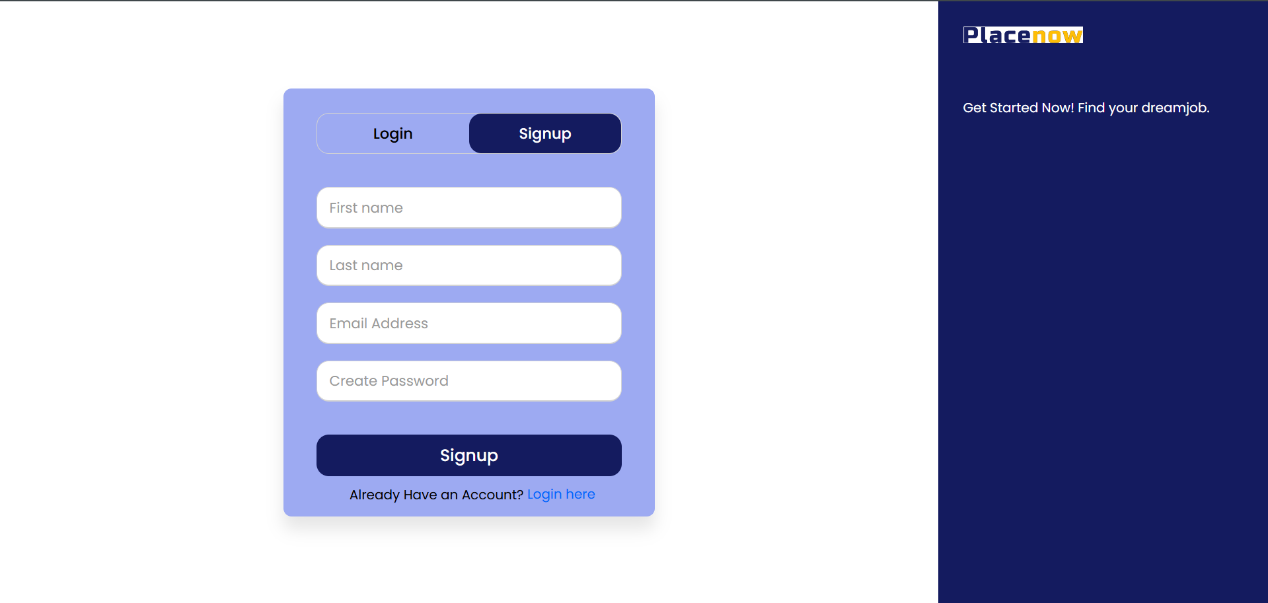 Placenow
Get Started Now! Find your dreamjob.
Login
Signup
First name
Last name
Email Address
Create Password
Signup
Already Have an Account? Login here